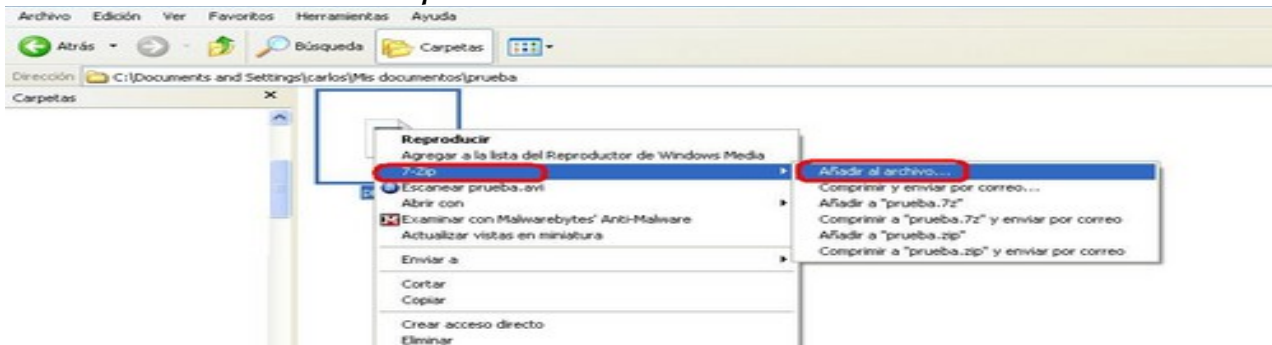 Archivo Edición Ver Favoritos Herramientas Ayuda
Atrás Búsqueda Carpetas
Dirección C:\Documents and Settings\carlos\Mis documentos\prueba
Carpetas
Reproducir
Agregar a la lista del Reproductor de Windows Media
7-Zip
Escanear prueba.avi
Abrir con
Examinar con Malwarebytes' Anti-Malware
Actualizar vistas en miniatura
Enviar a
Cortar
Copiar
Crear acceso directo
Eliminar
Añadir al archivo...
Comprimir y enviar por correo...
Añadir a "prueba.7z"
Comprimir a "prueba.7z" y enviar por correo
Añadir a "prueba.zip"
Comprimir a "prueba.zip" y enviar por correo